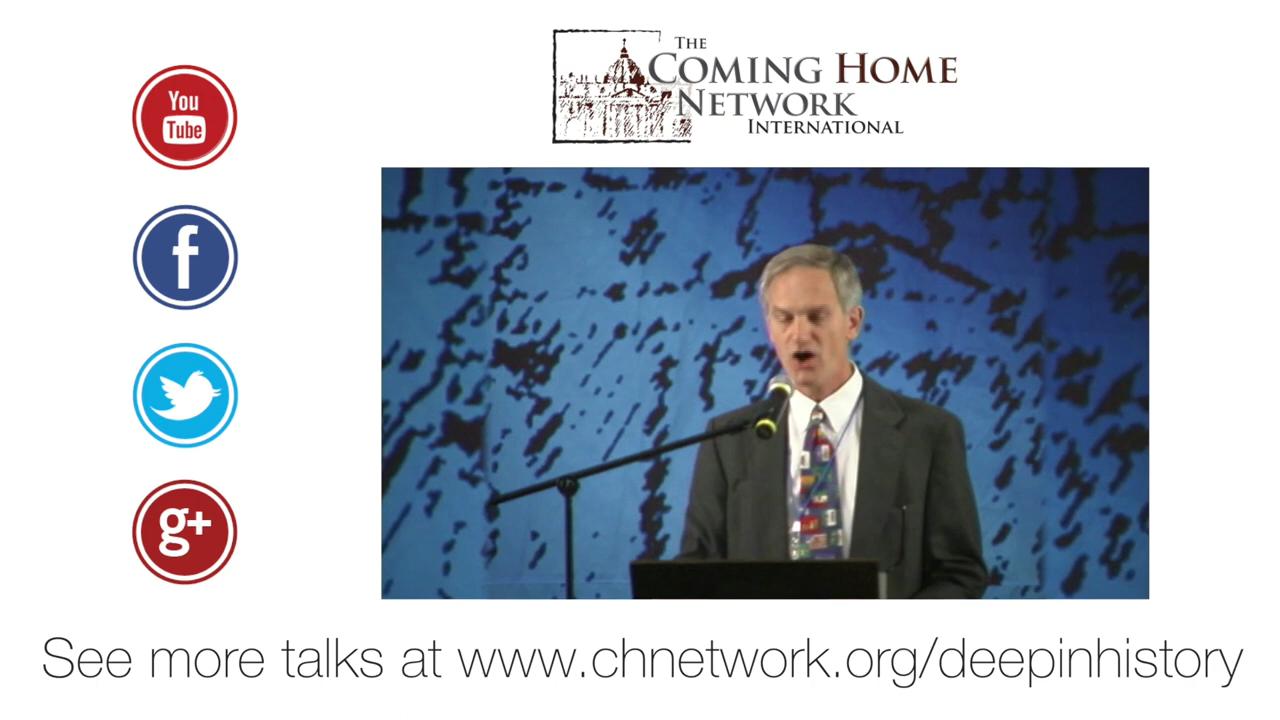 THE
COMING HOME
NETWORK
INTERNATIONAL
You
Tube
f
g+
See more talks at www.chnetwork.org/deepinhistory